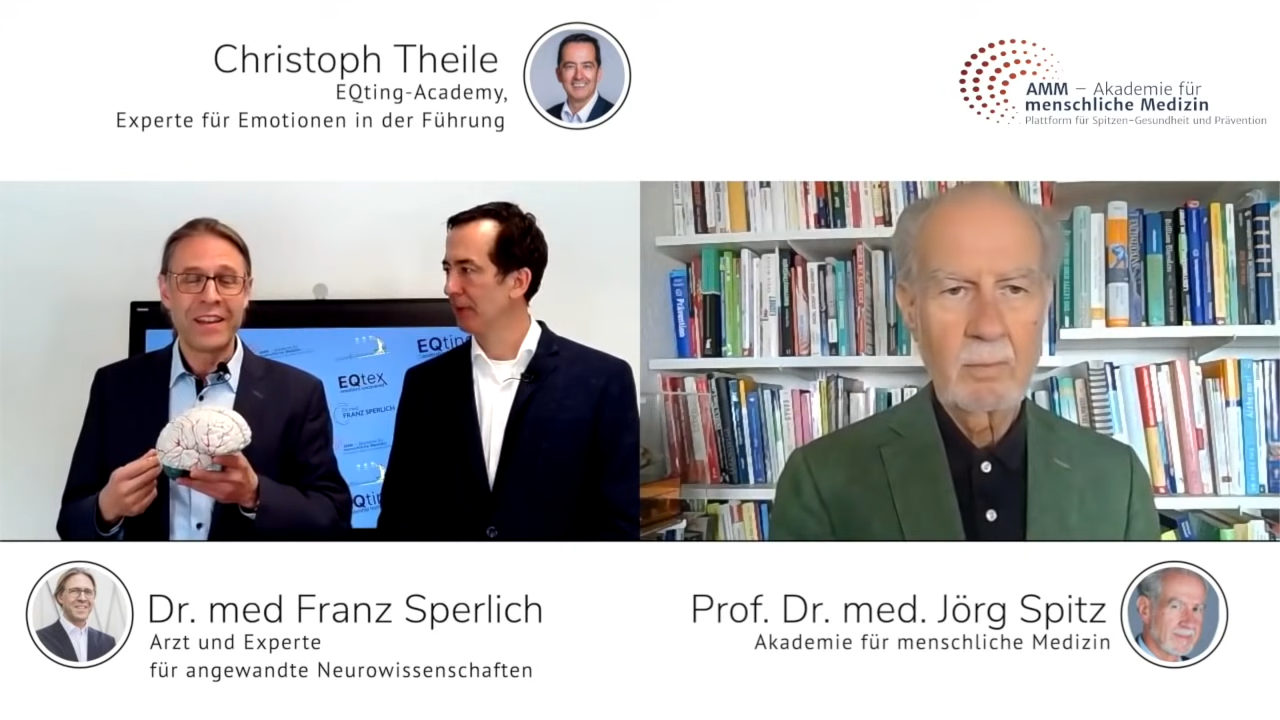 Christoph Theile
EQting-Academy,
Experte für Emotionen in der Führung
AMM – Akademie für
menschliche Medizin
Plattform für Spitzen-Gesundheit und Prävention
EQting
EQtex
FRANZ SPERLICH
Prävention
Dr. med Franz Sperlich
Arzt und Experte
für angewandte Neurowissenschaften
Prof. Dr. med. Jörg Spitz
Akademie für menschliche Medizin